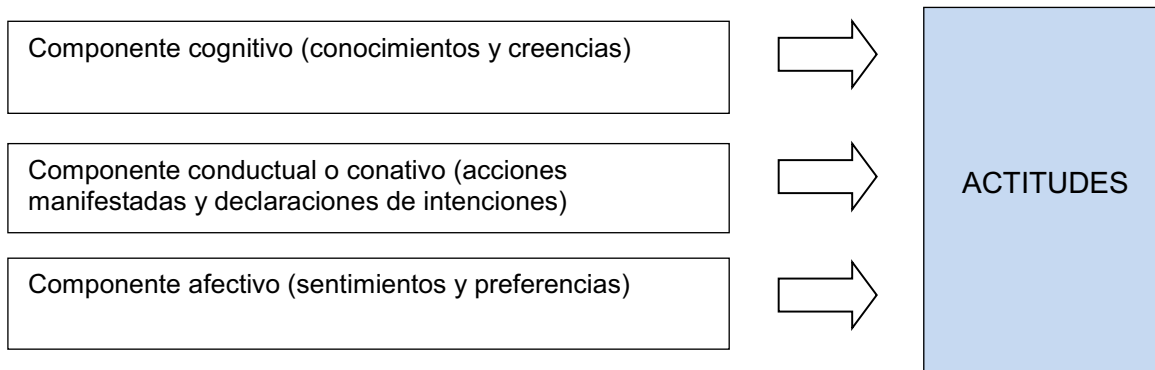 Componente cognitivo (conocimientos y creencias)
Componente conductual o conativo (acciones
manifestadas y declaraciones de intenciones)
Componente afectivo (sentimientos y preferencias)
ACTITUDES